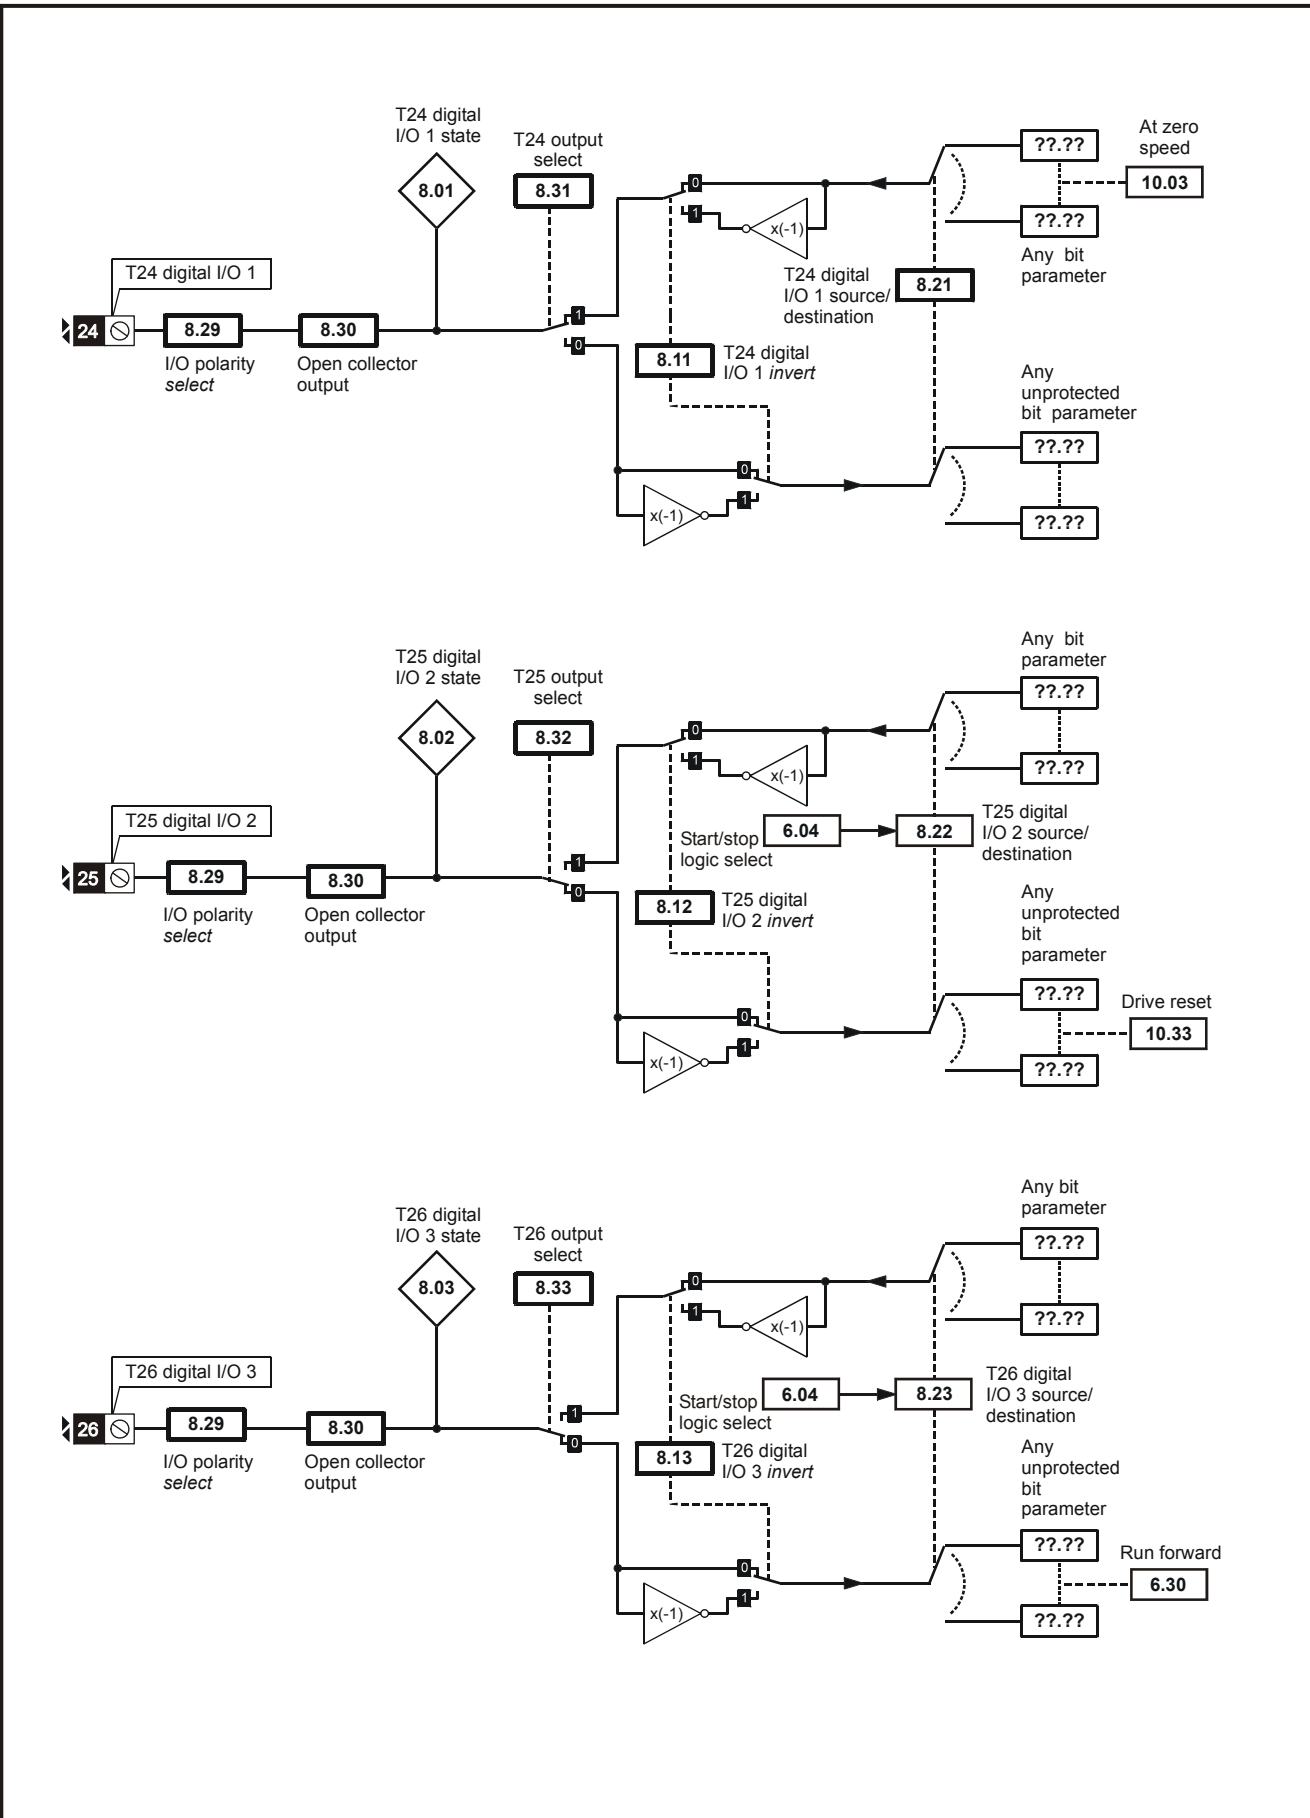 T24 digital
I/O 1 state
T24 output
select
At zero
speed
8.01
8.31
0
1
x(-1)
??.??
10.03
??.??
Any bit
parameter
T24 digital I/O 1
T24 digital
I/O 1 source/
destination
8.21
24
8.29
8.30
1
0
I/O polarity
select
Open collector
output
8.11
T24 digital
I/O 1 invert
Any
unprotected
bit parameter
??.??
??.??
0
1
x(-1)
T25 digital
I/O 2 state
T25 output
select
Any bit
parameter
8.02
8.32
0
1
x(-1)
??.??
??.??
T25 digital I/O 2
Start/stop
logic select
6.04
8.22
T25 digital
I/O 2 source/
destination
25
8.29
8.30
1
0
I/O polarity
select
Open collector
output
8.12
T25 digital
I/O 2 invert
Any
unprotected
bit
parameter
??.??
Drive reset
10.33
??.??
0
1
x(-1)
T26 digital
I/O 3 state
T26 output
select
Any bit
parameter
8.03
8.33
0
1
x(-1)
??.??
??.??
T26 digital I/O 3
Start/stop
logic select
6.04
8.23
T26 digital
I/O 3 source/
destination
26
8.29
8.30
1
0
I/O polarity
select
Open collector
output
8.13
T26 digital
I/O 3 invert
Any
unprotected
bit
parameter
??.??
Run forward
6.30
??.??
0
1
x(-1)